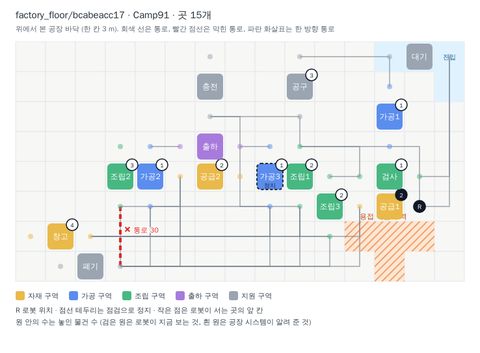 factory_floor/bcabeacc17 · Camp91 · 곳 15개
위에서 본 공장 바닥 (한 칸 3 m). 회색 선은 통로, 빨간 점선은 막힌 통로, 파란 화살표는 한 방향 통로
대기
충전
공구 3
가공1 1
출하
조립2 3
가공2 1
공급2 2
가공3 1
조립1 2
검사 1
조립3 2
공급1 2
R
용접
창고 4
통로 30
폐기
자재 구역
가공 구역
조립 구역
출하 구역
지원 구역
R 로봇 위치 · 점선 테두리는 점검으로 정지 · 작은 점은 로봇이 서는 곳의 앞 칸
원 안의 수는 놓인 물건 수 (검은 원은 로봇이 지금 보는 것, 흰 원은 공장 시스템이 알려 준 것)